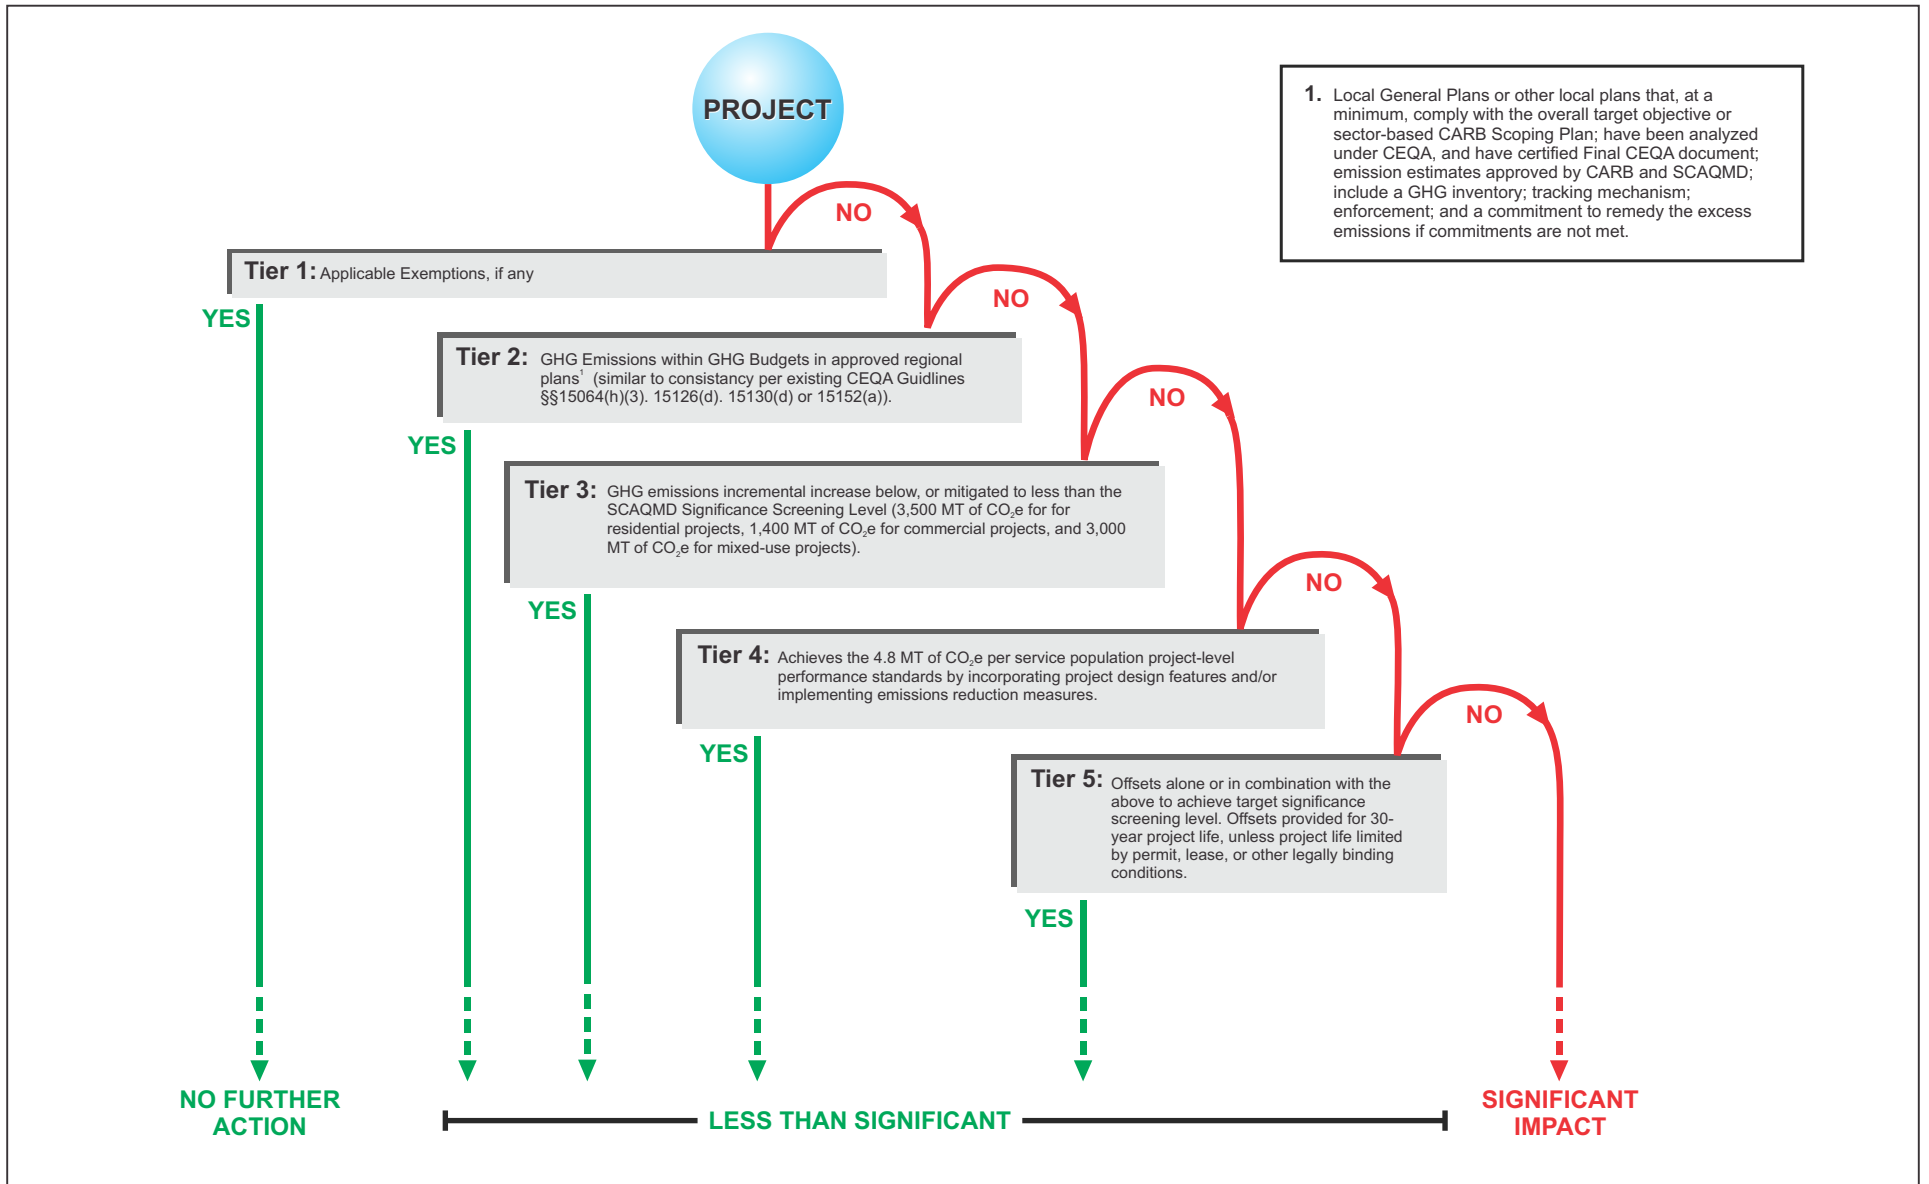 PROJECT
1. Local General Plans or other local plans that, at a
minimum, comply with the overall target objective or
sector-based CARB Scoping Plan; have been analyzed
under CEQA, and have certified Final CEQA document;
emission estimates approved by CARB and SCAQMD;
include a GHG inventory; tracking mechanism;
enforcement; and a commitment to remedy the excess
emissions if commitments are not met.
NO
Tier 1: Applicable Exemptions, if any
YES
NO
Tier 2: GHG Emissions within GHG Budgets in approved regional
plans¹ (similar to consistancy per existing CEQA Guidlines
§§15064(h)(3). 15126(d). 15130(d) or 15152(a)).
YES
NO
Tier 3: GHG emissions incremental increase below, or mitigated to less than the
SCAQMD Significance Screening Level (3,500 MT of CO₂e for for
residential projects, 1,400 MT of CO₂e for commercial projects, and 3,000
MT of CO₂e for mixed-use projects).
YES
NO
Tier 4: Achieves the 4.8 MT of CO₂e per service population project-level
performance standards by incorporating project design features and/or
implementing emissions reduction measures.
YES
NO
Tier 5: Offsets alone or in combination with the
above to achieve target significance
screening level. Offsets provided for 30-
year project life, unless project life limited
by permit, lease, or other legally binding
conditions.
YES
NO FURTHER
ACTION
LESS THAN SIGNIFICANT
SIGNIFICANT
IMPACT